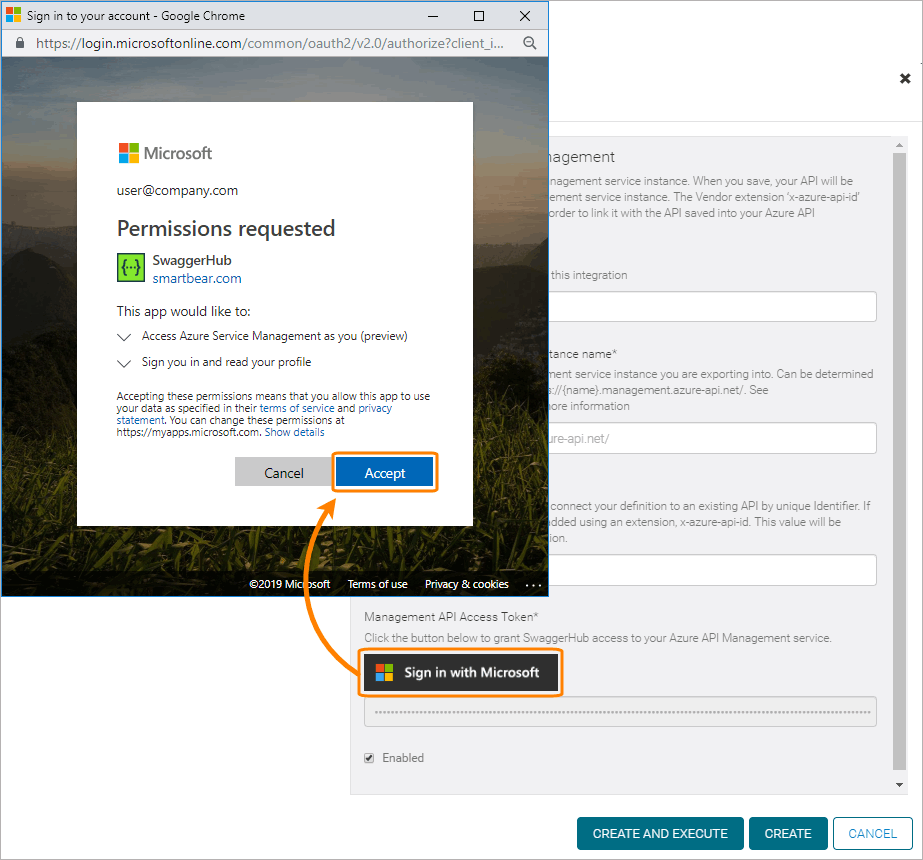 Sign in to your account - Google Chrome
https://login.microsoftonline.com/common/oauth2/v2.0/authorize?client_i...
Microsoft
user@company.com
Permissions requested
SwaggerHub
smartbear.com
This app would like to:
Access Azure Service Management as you (preview)
Sign you in and read your profile
Accepting these permissions means that you allow this app to use
your data as specified in their terms of service and privacy
statement. You can change these permissions at
https://myapps.microsoft.com. Show details
Cancel
Accept
©2019 Microsoft Terms of use Privacy & cookies ...
nagement
nagement service instance. When you save, your API will be
ement service instance. The Vendor extension 'x-azure-api-id'
order to link it with the API saved into your Azure API
this integration
tance name*
ment service instance you are exporting into. Can be determined
s://{name}.management.azure-api.net/. See
ore information
ure-api.net/
connect your definition to an existing API by unique Identifier. If
added using an extension, x-azure-api-id. This value will be
ion.
Management API Access Token*
Click the button below to grant SwaggerHub access to your Azure API Management service.
Sign in with Microsoft
Enabled
CREATE AND EXECUTE
CREATE
CANCEL